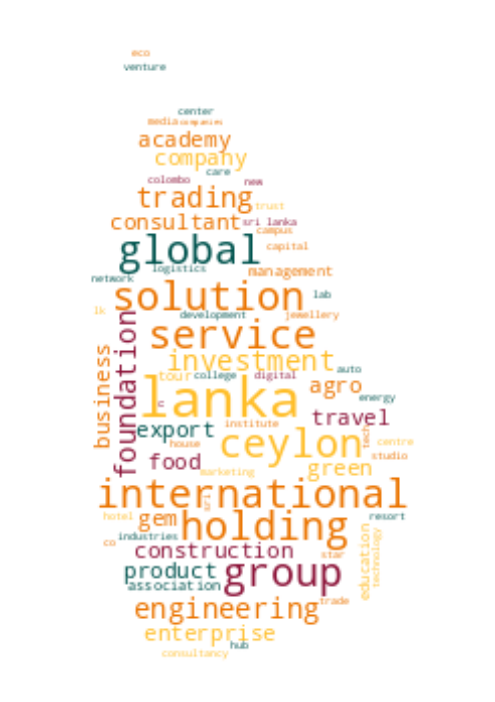 eco
venture
center
media companies
academy
company
care
colombo new
trading
trust
consultant sri lanka
campus
global capital
logistics management
network
solution lab
lk development jewellery
service
foundation
business
investment
auto
tour college digital
agro
lanka energy
c travel
export institute
ceylon tech centre
house studio
food green
marketing
international
sri
hotel gem holding resort
co industries
education
technology
construction star
product group
association
engineering trade
enterprise
hub
consultancy